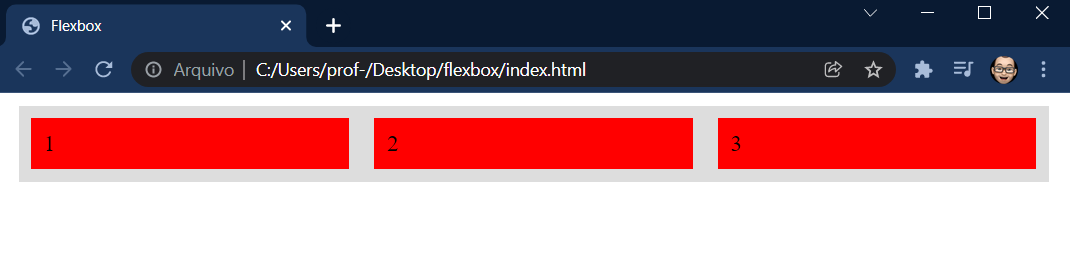 Flexbox
Arquivo | C:/Users/prof-/Desktop/flexbox/index.html
1 2 3